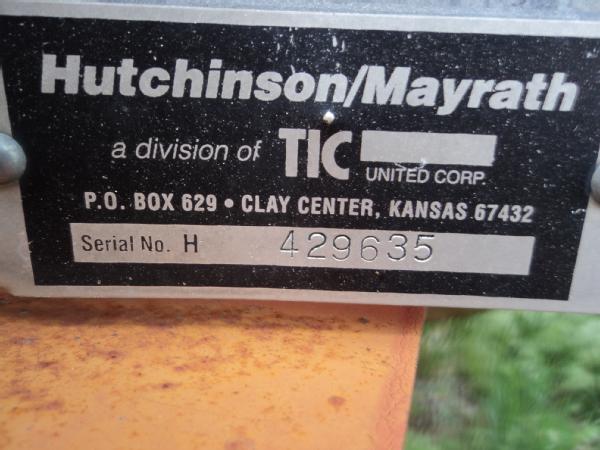 Hutchinson/Mayrath
a division of TIC UNITED CORP.
P.O. BOX 629 • CLAY CENTER, KANSAS 67432
Serial No. H 429635